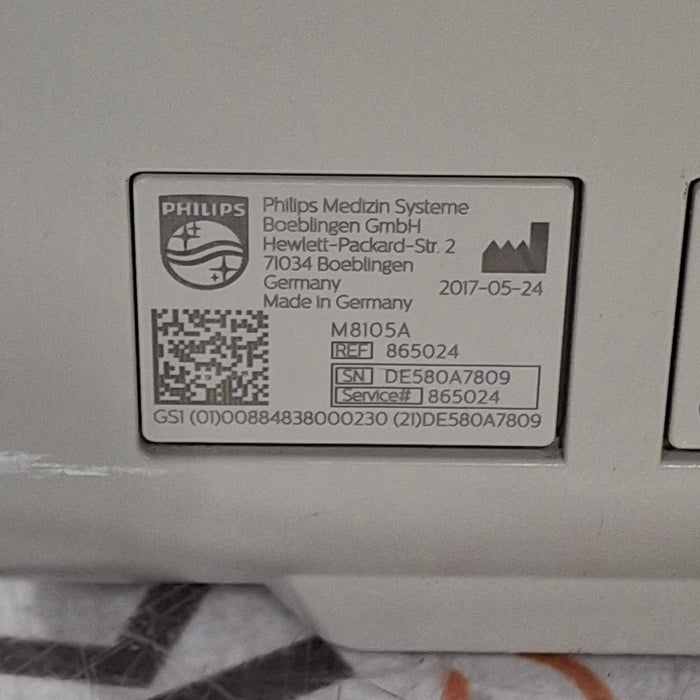 PHILIPS
Philips Medizin Systeme
Boeblingen GmbH
Hewlett-Packard-Str. 2
71034 Boeblingen
Germany
Made in Germany
2017-05-24
M8105A
REF 865024
SN DE580A7809
Service# 865024
GS1 (01)00884838000230 (21)DE580A7809